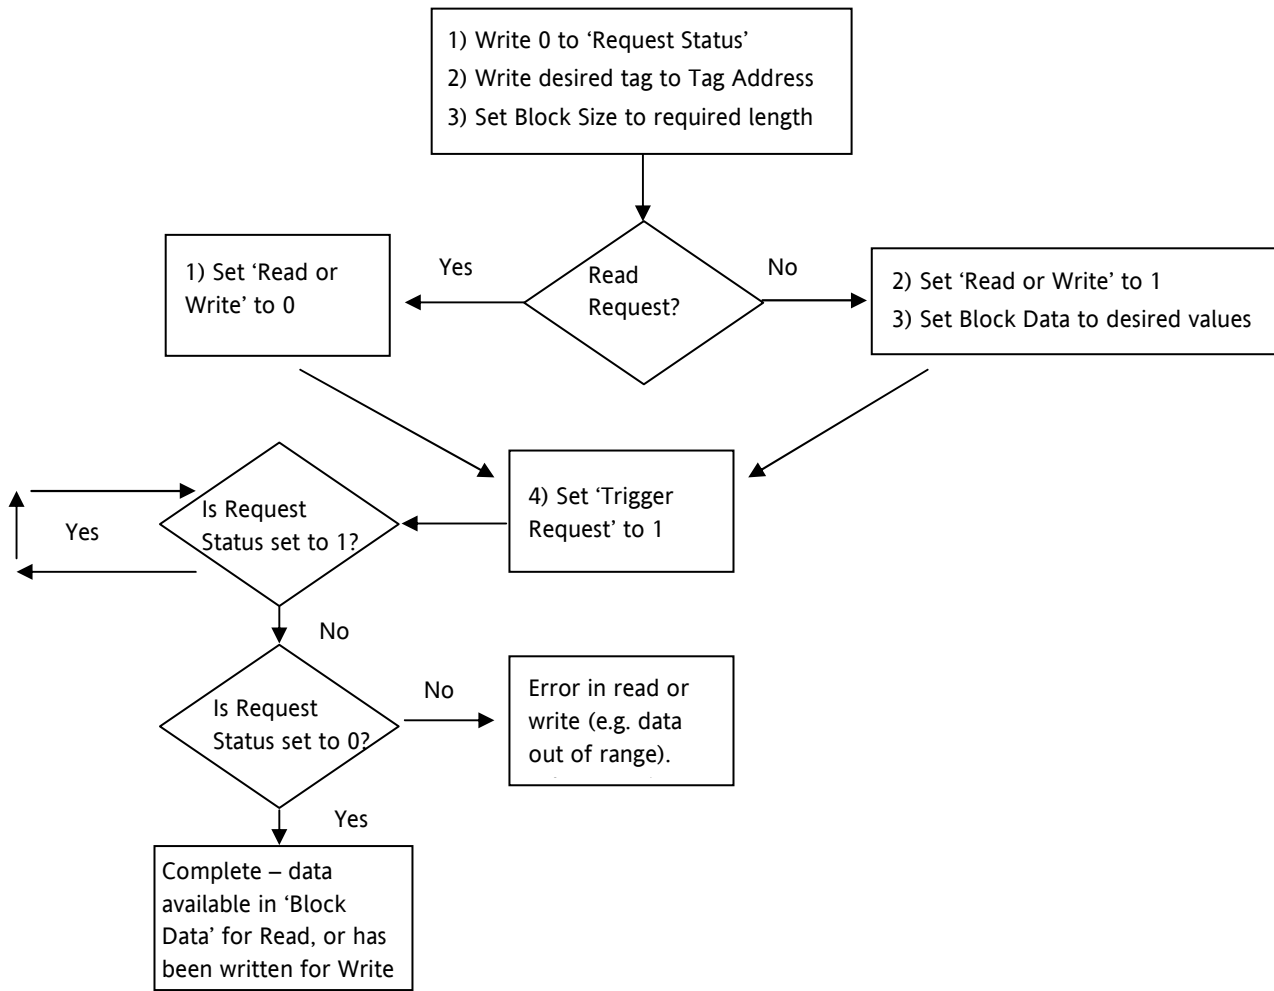 1) Write 0 to ‘Request Status’
2) Write desired tag to Tag Address
3) Set Block Size to required length
1) Set ‘Read or
Write’ to 0
Yes
Read
Request?
No
2) Set ‘Read or Write’ to 1
3) Set Block Data to desired values
Is Request
Status set to 1?
Yes
4) Set ‘Trigger
Request’ to 1
No
Is Request
Status set to 0?
No
Error in read or
write (e.g. data
out of range).
Yes
Complete – data
available in ‘Block
Data’ for Read, or has
been written for Write